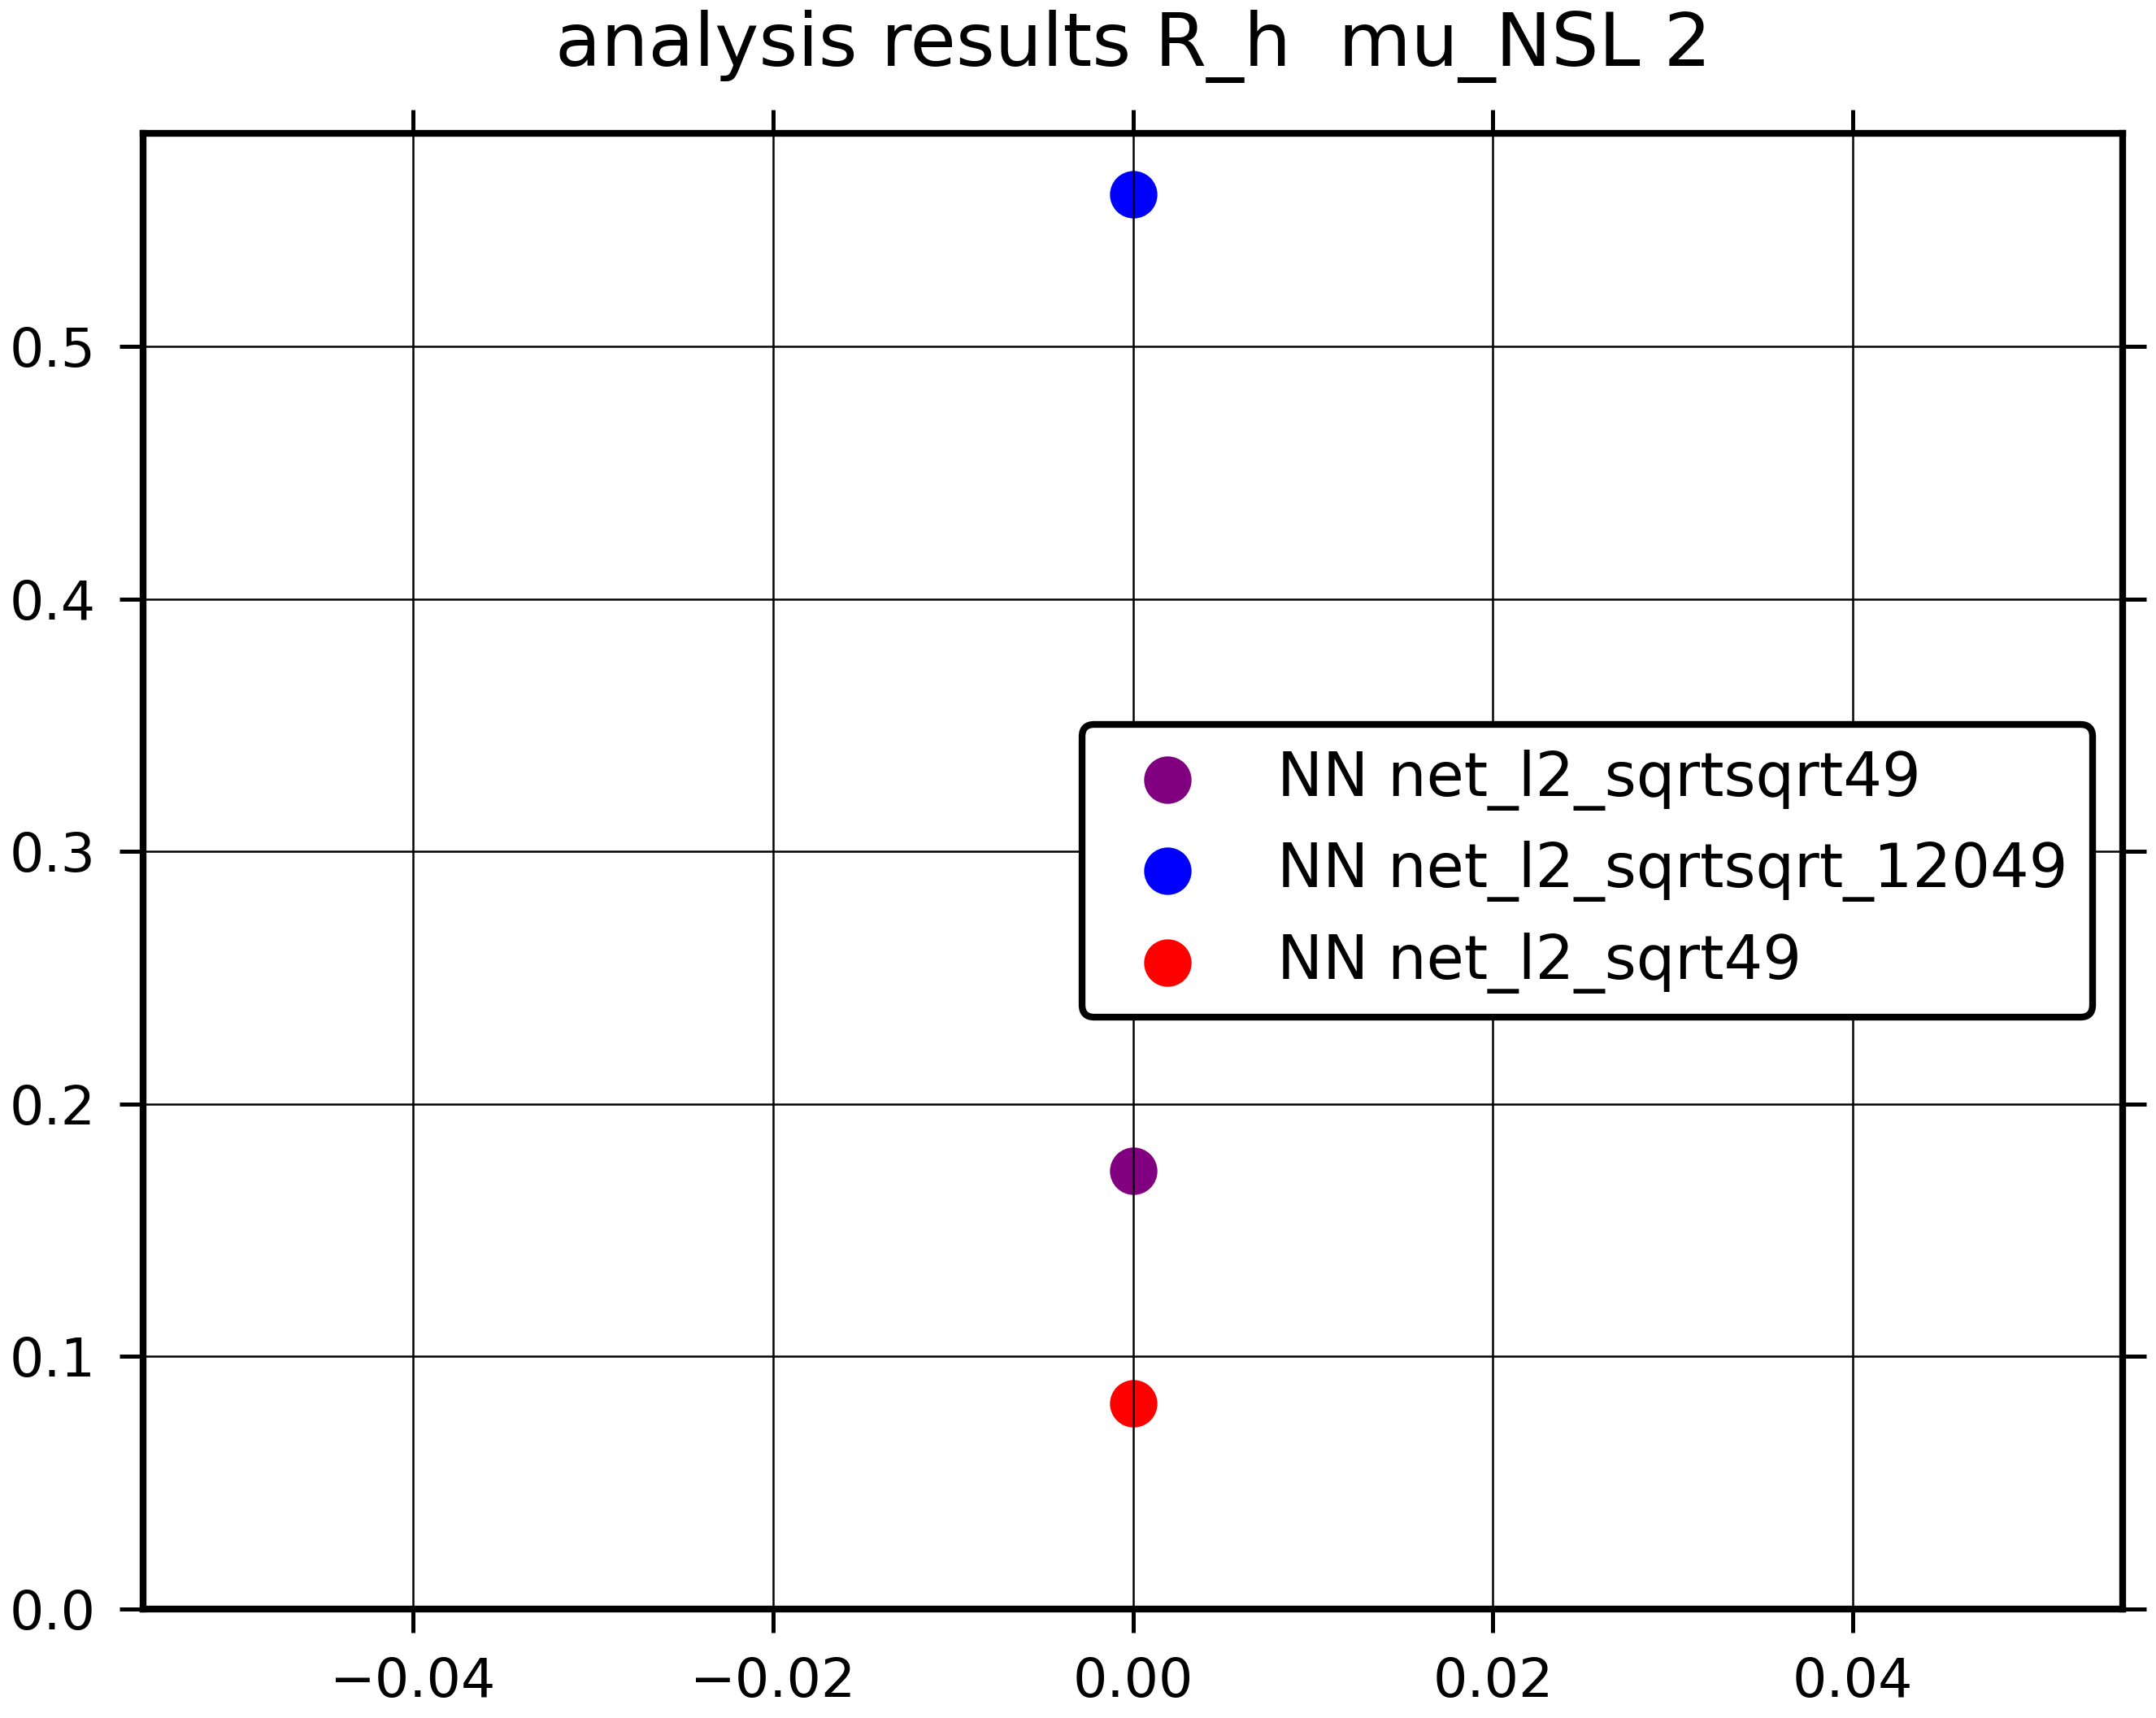 analysis results R_h  mu_NSL 2
0.5
0.4
0.3
0.2
0.1
0.0
NN net_l2_sqrtsqrt49
NN net_l2_sqrtsqrt_12049
NN net_l2_sqrt49
−0.04 −0.02 0.00 0.02 0.04